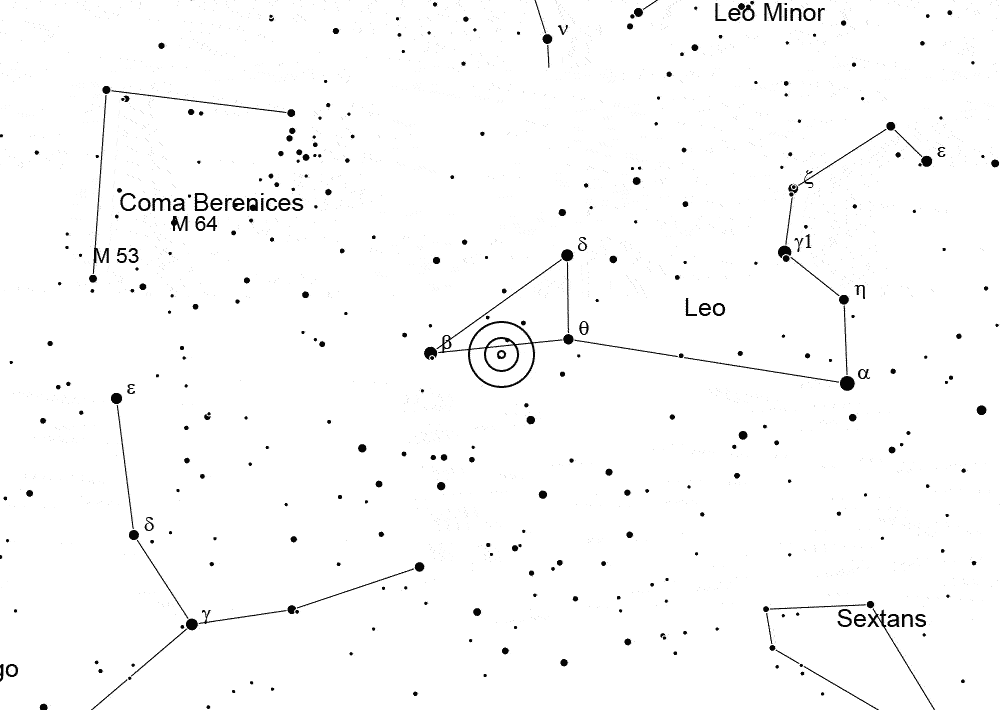 Leo Minor
ν
ε
ζ
Coma Berenices
M 64
γ1
δ
M 53
η
Leo
θ
β
α
ε
δ
γ
Sextans
go